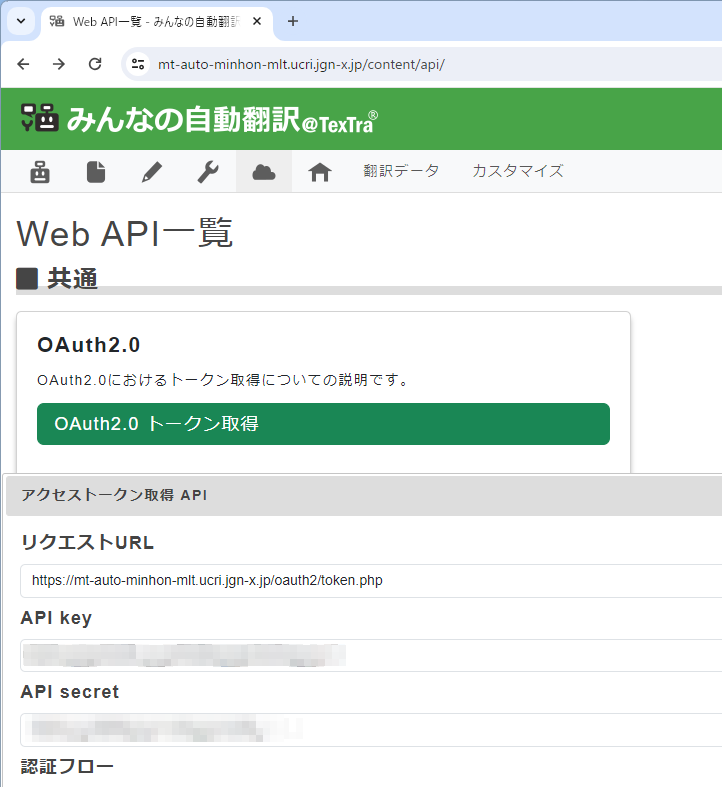 Web API一覧 - みんなの自動翻訳
mt-auto-minhon-mlt.ucri.jgn-x.jp/content/api/
みんなの自動翻訳@TexTra®
翻訳データ カスタマイズ
Web API一覧
■ 共通
OAuth2.0
OAuth2.0におけるトークン取得についての説明です。
OAuth2.0 トークン取得
アクセストークン取得 API
リクエストURL
https://mt-auto-minhon-mlt.ucri.jgn-x.jp/oauth2/token.php
API key
API secret
認証フロー